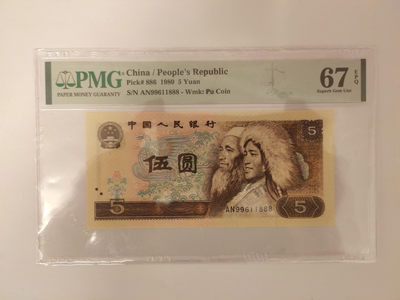 PMG
PAPER MONEY GUARANTY
China / People's Republic
Pick# 886 1980 5 Yuan
S/N AN99611888 - Wmk: Pu Coin
67 EPQ
Superb Gem Unc
中国人民银行
5
伍圆
AN99611888
5
5